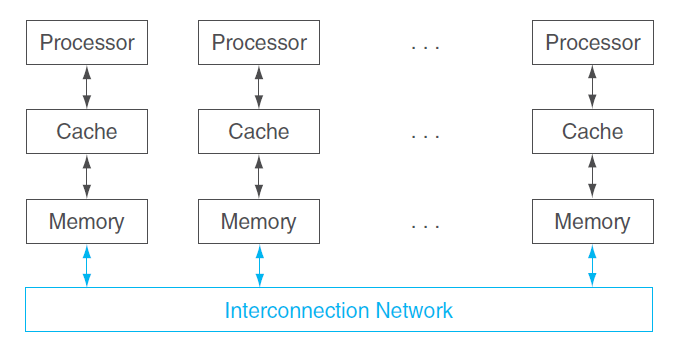 Processor Processor . . . Processor
Cache Cache . . . Cache
Memory Memory . . . Memory
Interconnection Network